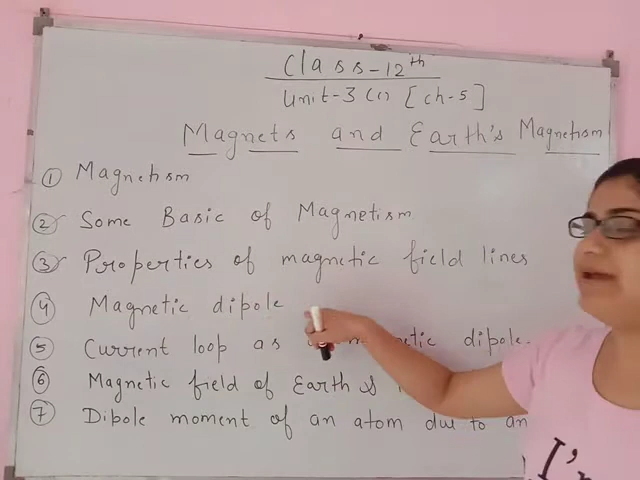 Class-12th
Unit-3 (i) [ch-5]
Magnets and Earth's Magnetism
① Magnetism
② Some Basic of Magnetism
③ Properties of magnetic field lines
④ Magnetic dipole
⑤ Current loop as dipole.
⑥ Magnetic field of Earth &
⑦ Dipole moment of an atom due to an
I'm